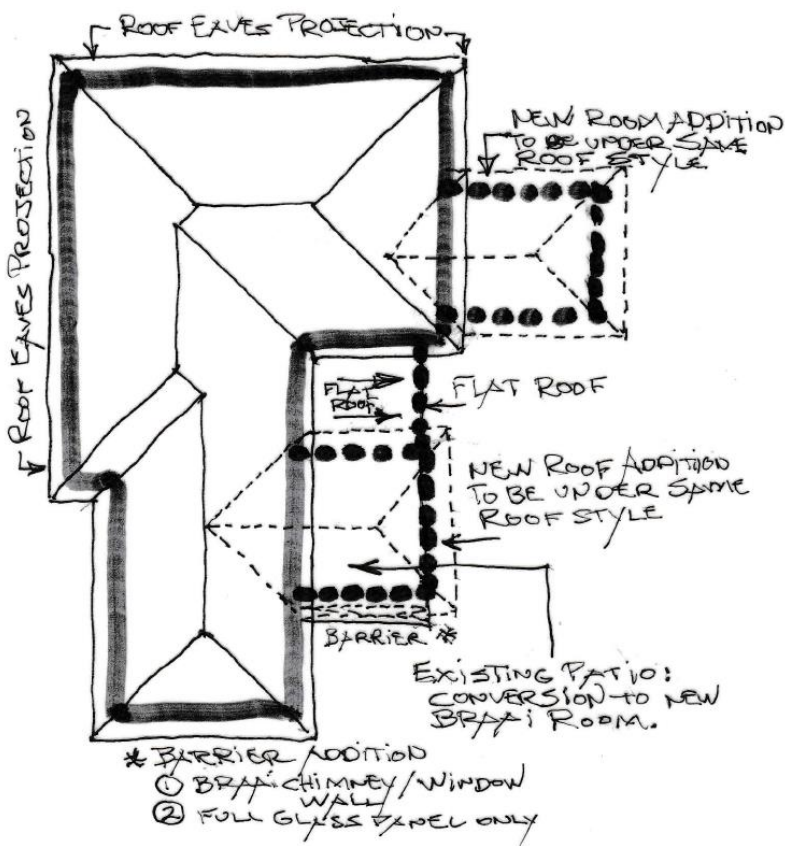 ROOF EAVES PROJECTION
ROOF EAVES PROJECTION
NEW ROOM ADDITION
TO BE UNDER SAVE
ROOF STYLE
FLAT
ROOF
FLAT ROOF
NEW ROOF ADDITION
TO BE UNDER SAME
ROOF STYLE
BARRIER *
EXISTING PATIO:
CONVERSION TO NEW
BRAAI ROOM.
* BARRIER ADDITION
① BRAAI CHIMNEY/WINDOW
WALL
② FULL GLASS PANEL ONLY